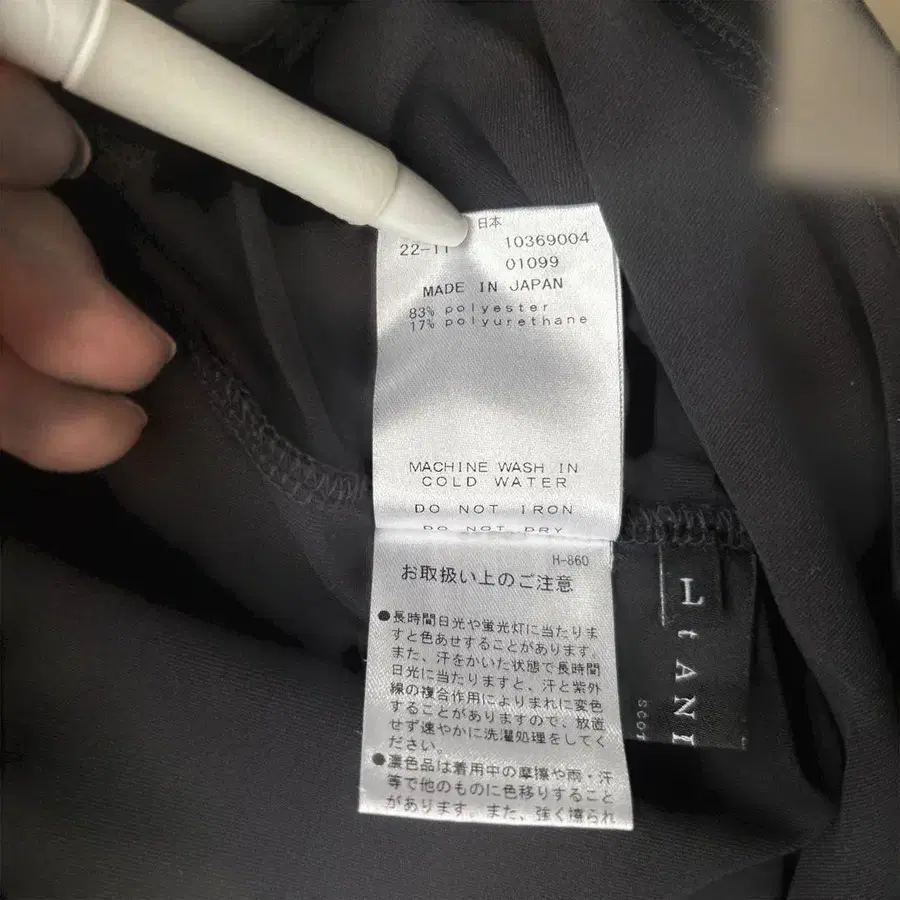 日本
22-11 10369004
01099
MADE IN JAPAN
83% polyester
17% polyurethane
MACHINE WASH IN
COLD WATER
DO NOT IRON
DO NOT DRY
H-860
お取扱い上のご注意
●長時間日光や蛍光灯に当たりま
すと色あせすることがあります。
また、汗をかいた状態で長時間
日光に当たりますと、汗と紫外
線の複合作用によりまれに変色
することがありますので、放置
せず速やかに洗濯処理をしてく
ださい。
●濃色品は着用中の摩擦や雨・汗
等で他のものに色移りすること
があります。また、強く擦られ